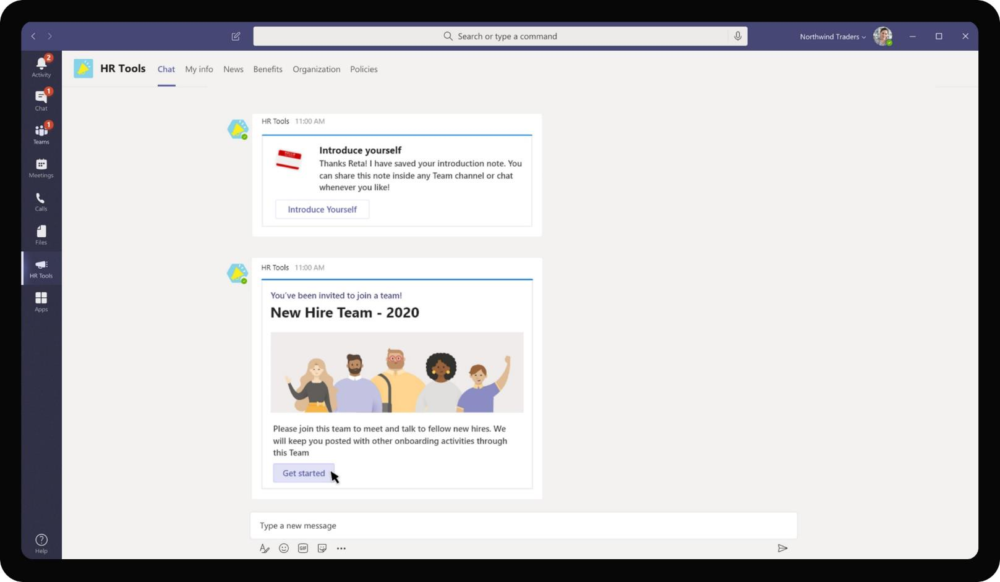 Search or type a command
Northwind Traders
2
Activity
1
Chat
1
Teams
Meetings
Calls
Files
HR Tools
Apps
Help
HR Tools
Chat
My info
News
Benefits
Organization
Policies
HR Tools 11:00 AM
HELLO
Introduce yourself
Thanks Reta! I have saved your introduction note. You
can share this note inside any Team channel or chat
whenever you like!
Introduce Yourself
HR Tools 11:00 AM
You've been invited to join a team!
New Hire Team - 2020
Please join this team to meet and talk to fellow new hires. We
will keep you posted with other onboarding activities through
this Team
Get started
Type a new message
GIF